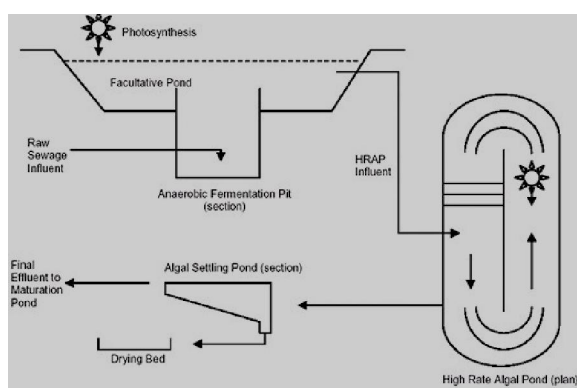 Photosynthesis
Facultative Pond
Raw
Sewage
Influent
Anaerobic Fermentation Pit
(section)
HRAP
Influent
Final
Effluent to
Maturation
Pond
Algal Settling Pond (section)
Drying Bed
High Rate Algal Pond (plan)